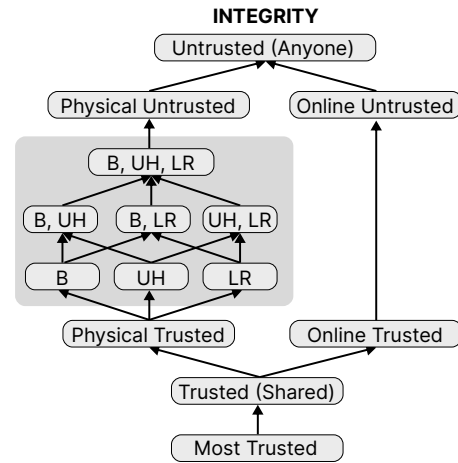 INTEGRITY
Untrusted (Anyone)
Physical Untrusted
Online Untrusted
B, UH, LR
B, UH
B, LR
UH, LR
B
UH
LR
Physical Trusted
Online Trusted
Trusted (Shared)
Most Trusted